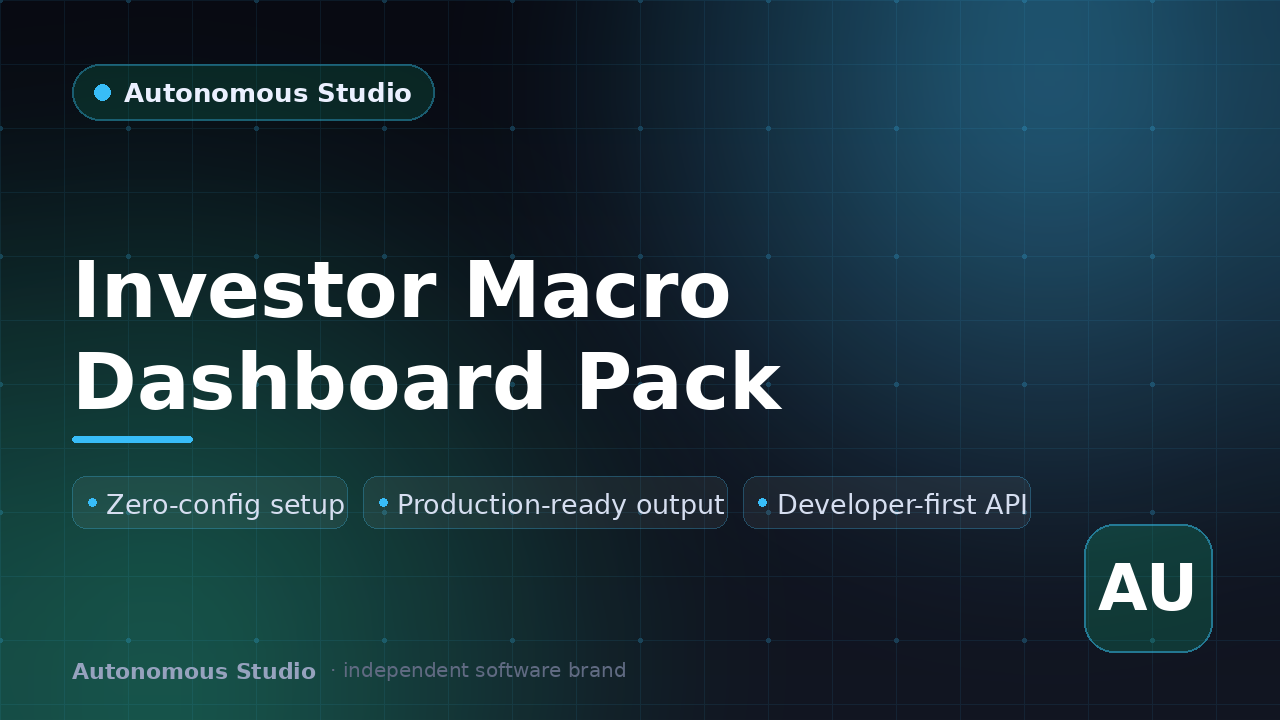 Autonomous Studio
Investor Macro
Dashboard Pack
Zero-config setup
Production-ready output
Developer-first API
AU
Autonomous Studio · independent software brand